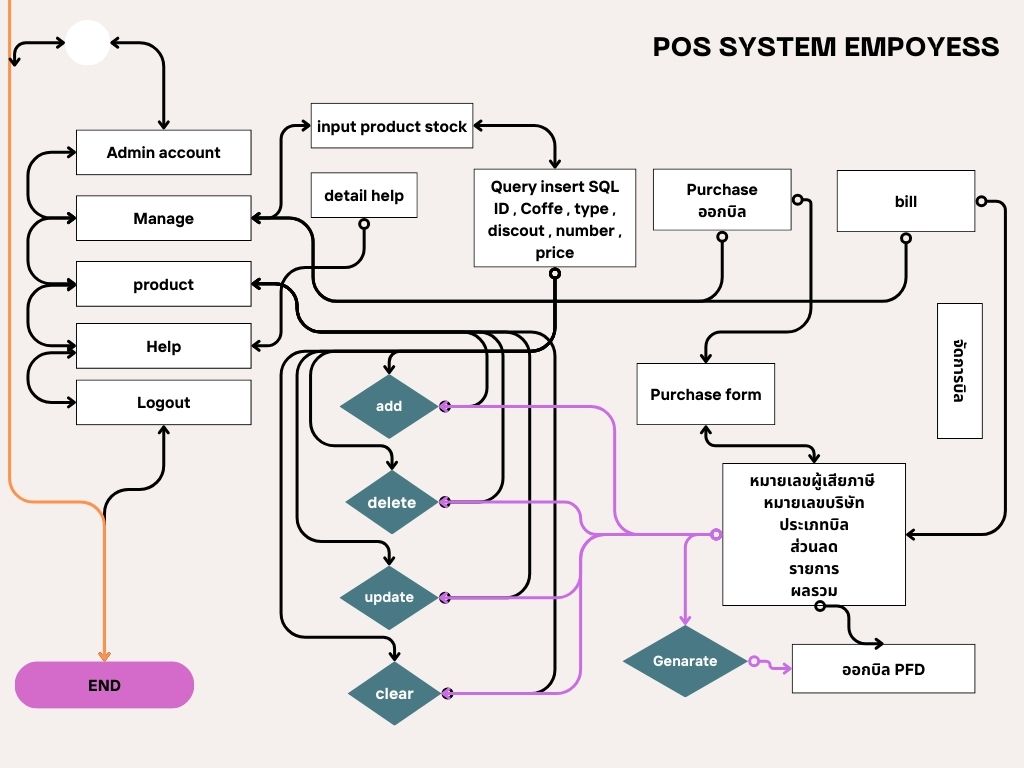 POS SYSTEM EMPOYESS
input product stock
Admin account
detail help
Query insert SQL
ID , Coffe , type ,
discout , number ,
price
Purchase
ออกบิล
bill
Manage
product
Help
Logout
จัดการบิล
Purchase form
add
delete
update
clear
หมายเลขผู้เสียภาษี
หมายเลขบริษัท
ประเภทบิล
ส่วนลด
รายการ
ผลรวม
Genarate
ออกบิล PFD
END